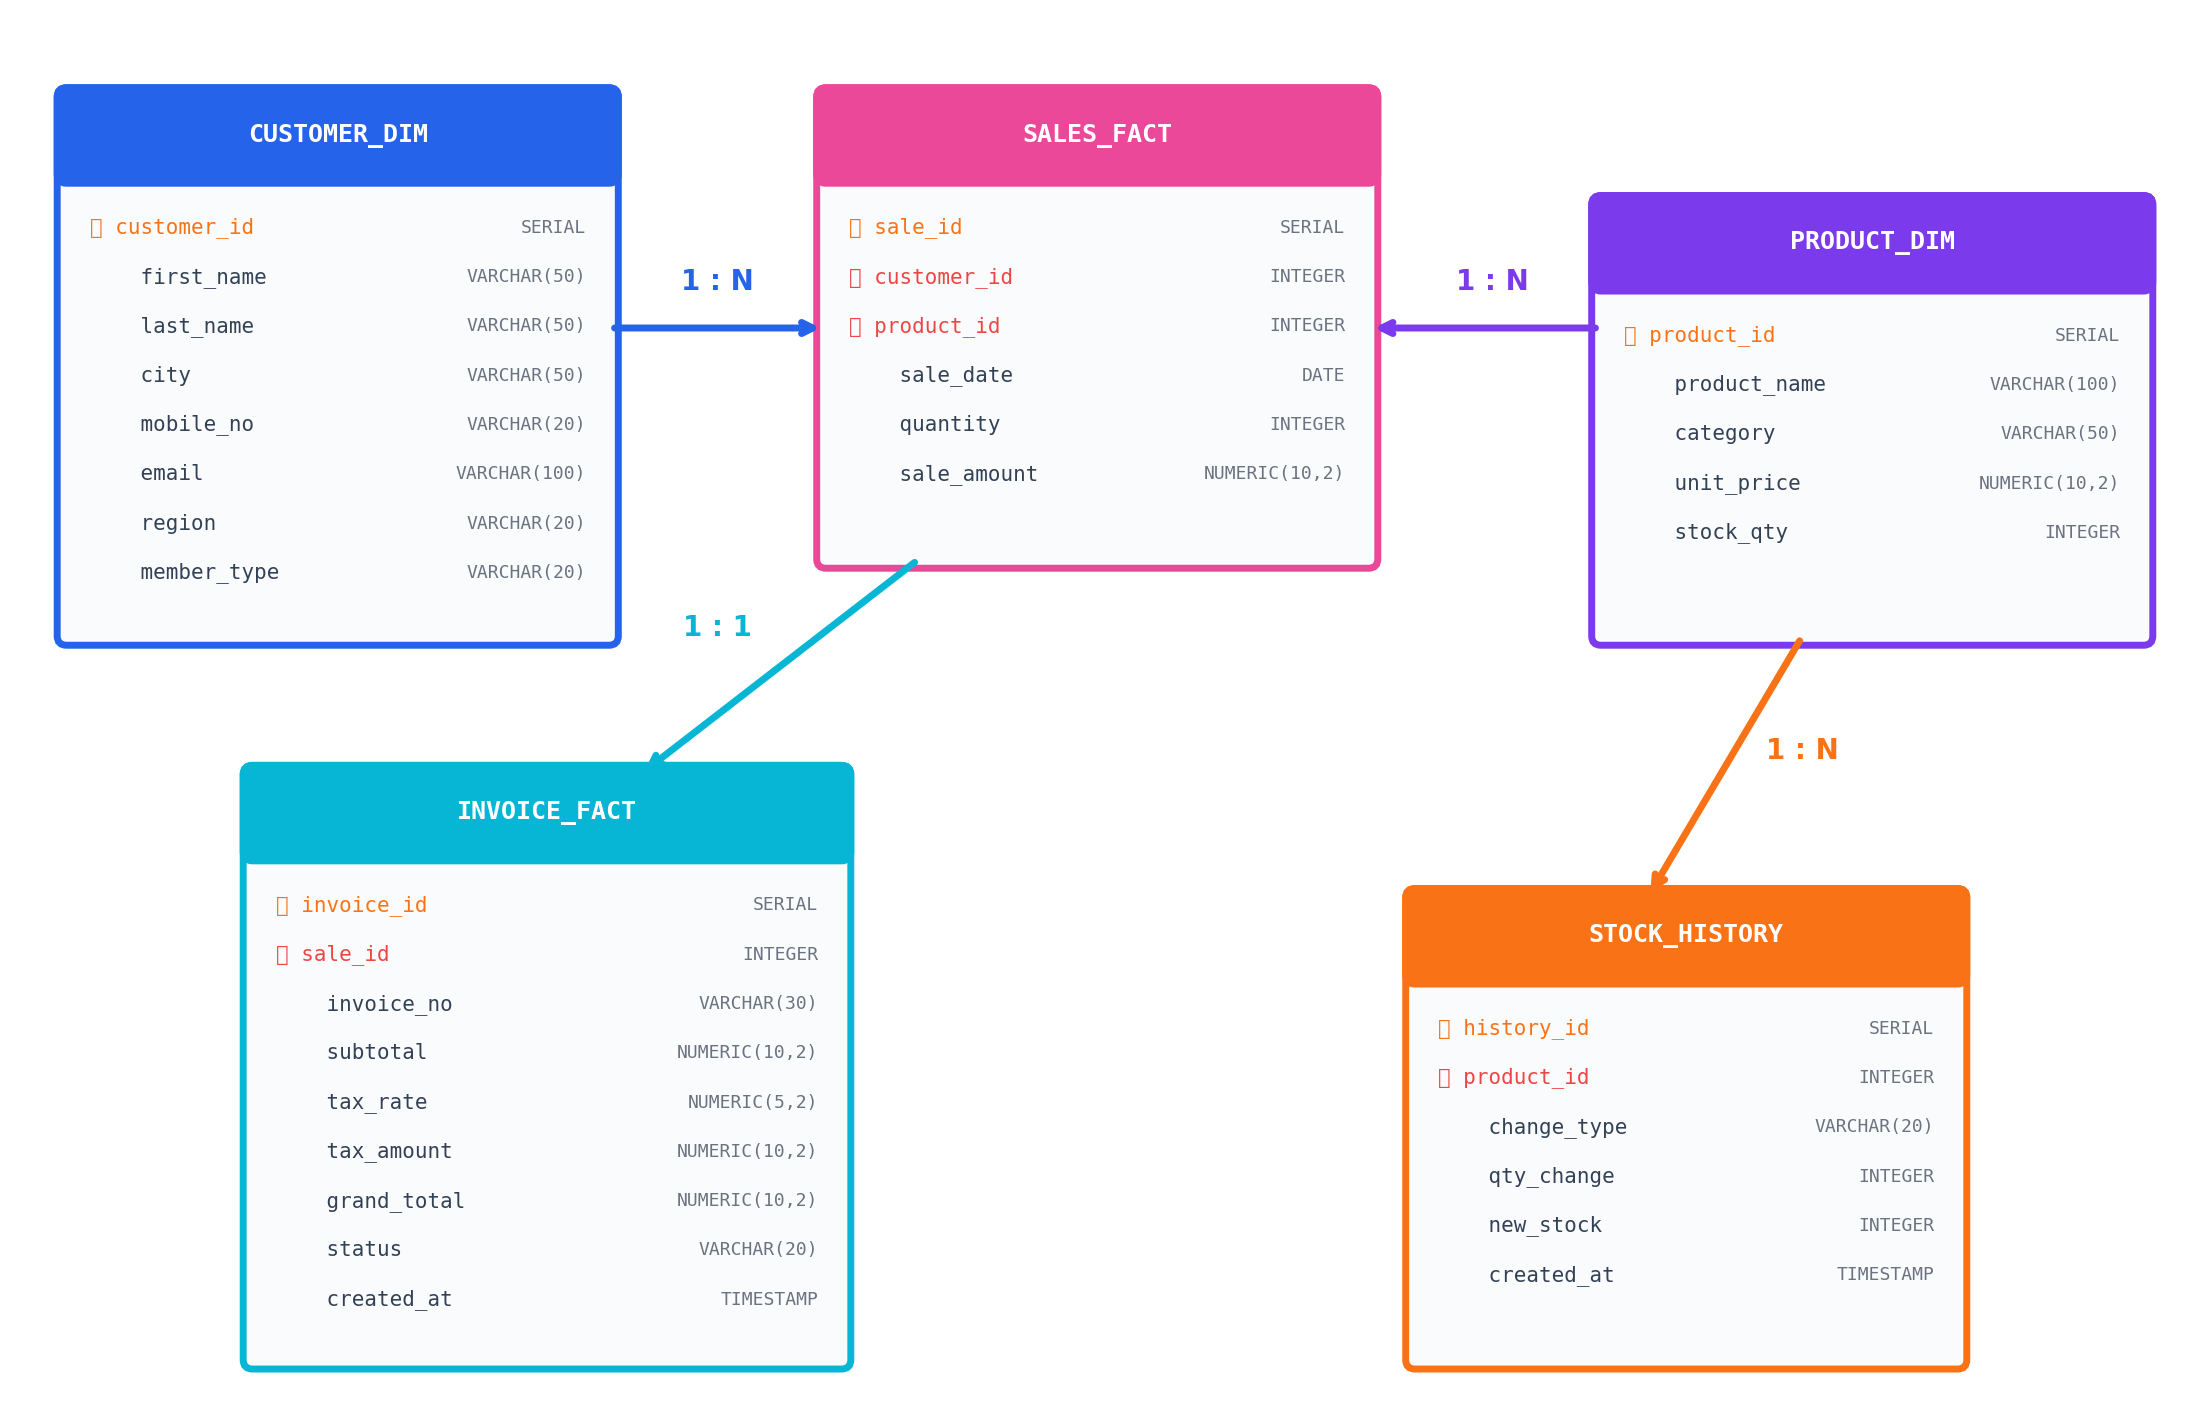 CUSTOMER_DIM
customer_id SERIAL
first_name VARCHAR(50)
last_name VARCHAR(50)
city VARCHAR(50)
mobile_no VARCHAR(20)
email VARCHAR(100)
region VARCHAR(20)
member_type VARCHAR(20)
1 : N
SALES_FACT
sale_id SERIAL
customer_id INTEGER
product_id INTEGER
sale_date DATE
quantity INTEGER
sale_amount NUMERIC(10,2)
1 : N
PRODUCT_DIM
product_id SERIAL
product_name VARCHAR(100)
category VARCHAR(50)
unit_price NUMERIC(10,2)
stock_qty INTEGER
1 : 1
INVOICE_FACT
invoice_id SERIAL
sale_id INTEGER
invoice_no VARCHAR(30)
subtotal NUMERIC(10,2)
tax_rate NUMERIC(5,2)
tax_amount NUMERIC(10,2)
grand_total NUMERIC(10,2)
status VARCHAR(20)
created_at TIMESTAMP
1 : N
STOCK_HISTORY
history_id SERIAL
product_id INTEGER
change_type VARCHAR(20)
qty_change INTEGER
new_stock INTEGER
created_at TIMESTAMP